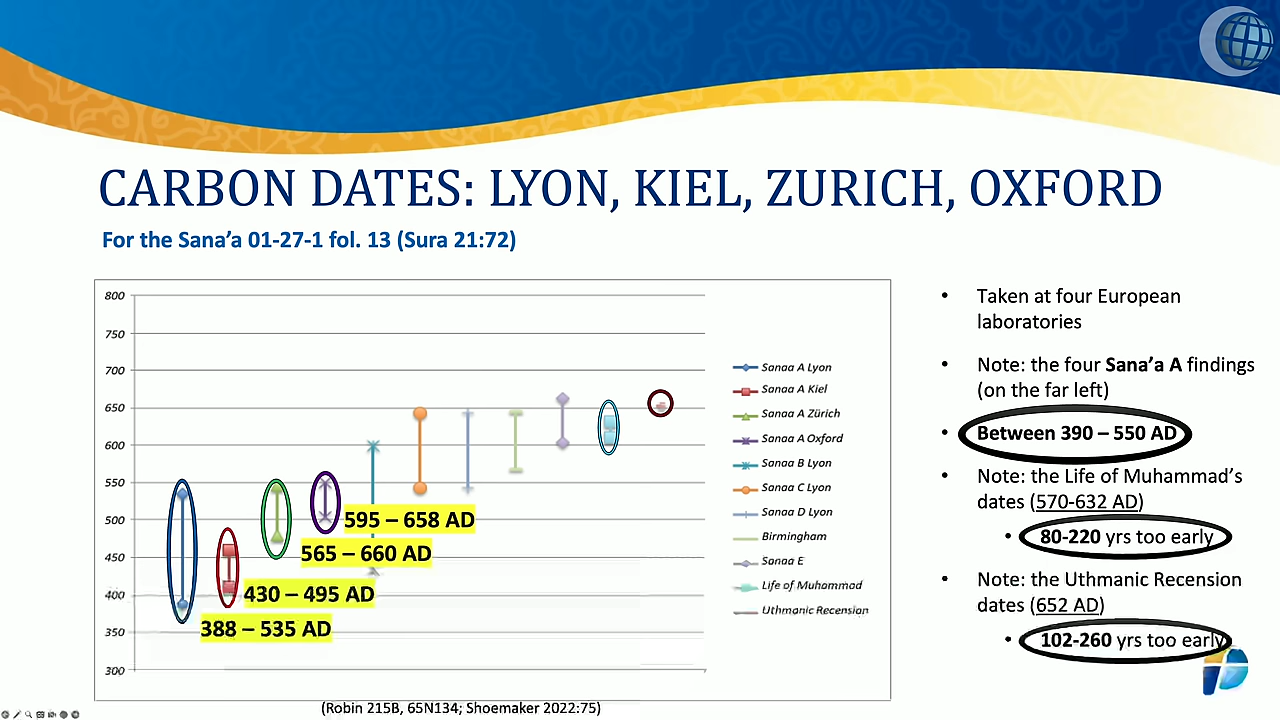 CARBON DATES: LYON, KIEL, ZURICH, OXFORD
For the Sana’a 01-27-1 fol. 13 (Sura 21:72)
800
750
700
650
600
550
500
450
400
350
300
595 – 658 AD
565 – 660 AD
430 – 495 AD
388 – 535 AD
Sanaa A Lyon
Sanaa A Kiel
Sanaa A Zürich
Sanaa A Oxford
Sanaa B Lyon
Sanaa C Lyon
Sanaa D Lyon
Birmingham
Sanaa E
Life of Muhammad
Uthmanic Recension
(Robin 215B, 65N134; Shoemaker 2022:75)
• Taken at four European
laboratories
• Note: the four Sana’a A findings
(on the far left)
• Between 390 – 550 AD
• Note: the Life of Muhammad’s
dates (570-632 AD)
• 80-220 yrs too early
• Note: the Uthmanic Recension
dates (652 AD)
• 102-260 yrs too early